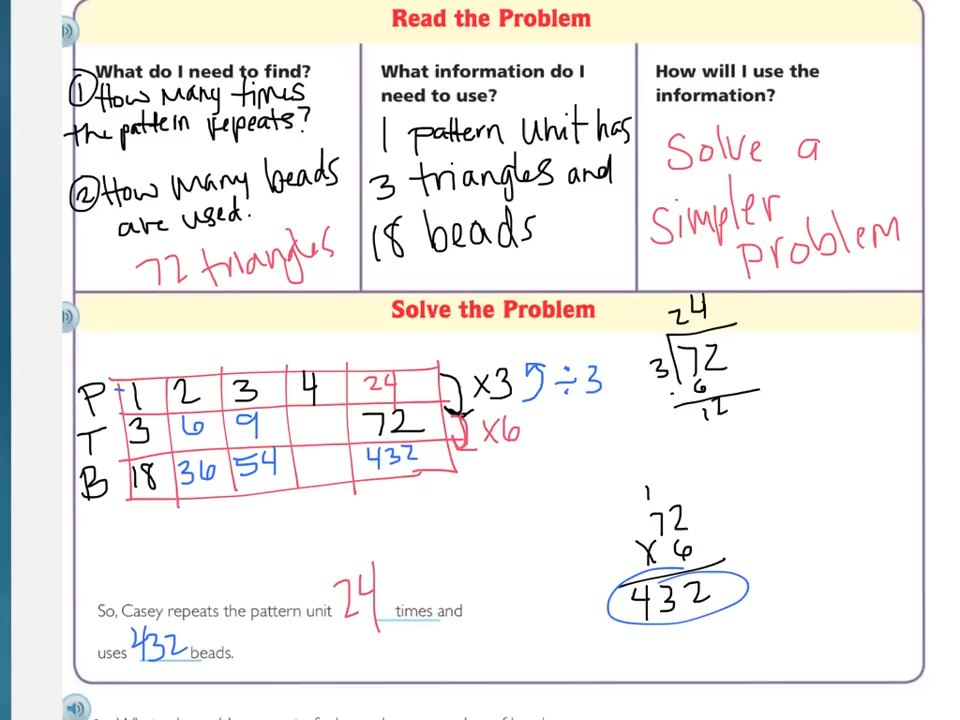 Read the Problem
What do I need to find?
① How many times
the pattern repeats?
② How many beads
are used.
72 triangles
What information do I
need to use?
1 pattern unit has
3 triangles and
18 beads
How will I use the
information?
Solve a
simpler
problem
Solve the Problem
P 1 2 3 4 24 ×3 ÷3
T 3 6 9 72 ×6
B 18 36 54 432
24
3 72
6
12
1
72
× 6
432
So, Casey repeats the pattern unit 24 times and
uses 432 beads.